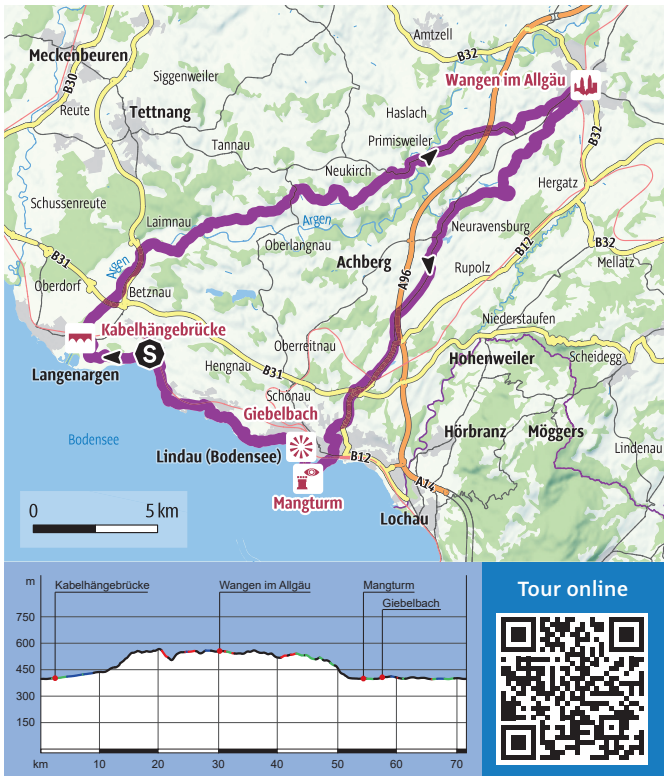 Amtzell
B32
Meckenbeuren
B30
Siggenweiler
Wangen im Allgäu
Reute
Tettnang
Haslach
B32
Primisweiler
Tannau
Neukirch
Hergatz
Schussenreute
Laimnau
Argen
Neuravensburg
B12
B32
Oberlangnau
B31
Argen
Achberg
Rupolz
Mellatz
Oberdorf
Betznau
A96
Kabelhängebrücke
Niederstaufen
S
Oberreitnau
Hohenweiler
Scheidegg
Langenargen
Hengnau
B31
Schönau
Giebelbach
Bodensee
Hörbranz
Möggers
Lindau (Bodensee)
B12
Lindenau
A14
Mangturm
Lochau
0 5 km
m
Kabelhängebrücke
Wangen im Allgäu
Mangturm
Giebelbach
750
600
450
300
150
km 10 20 30 40 50 60 70
Tour online